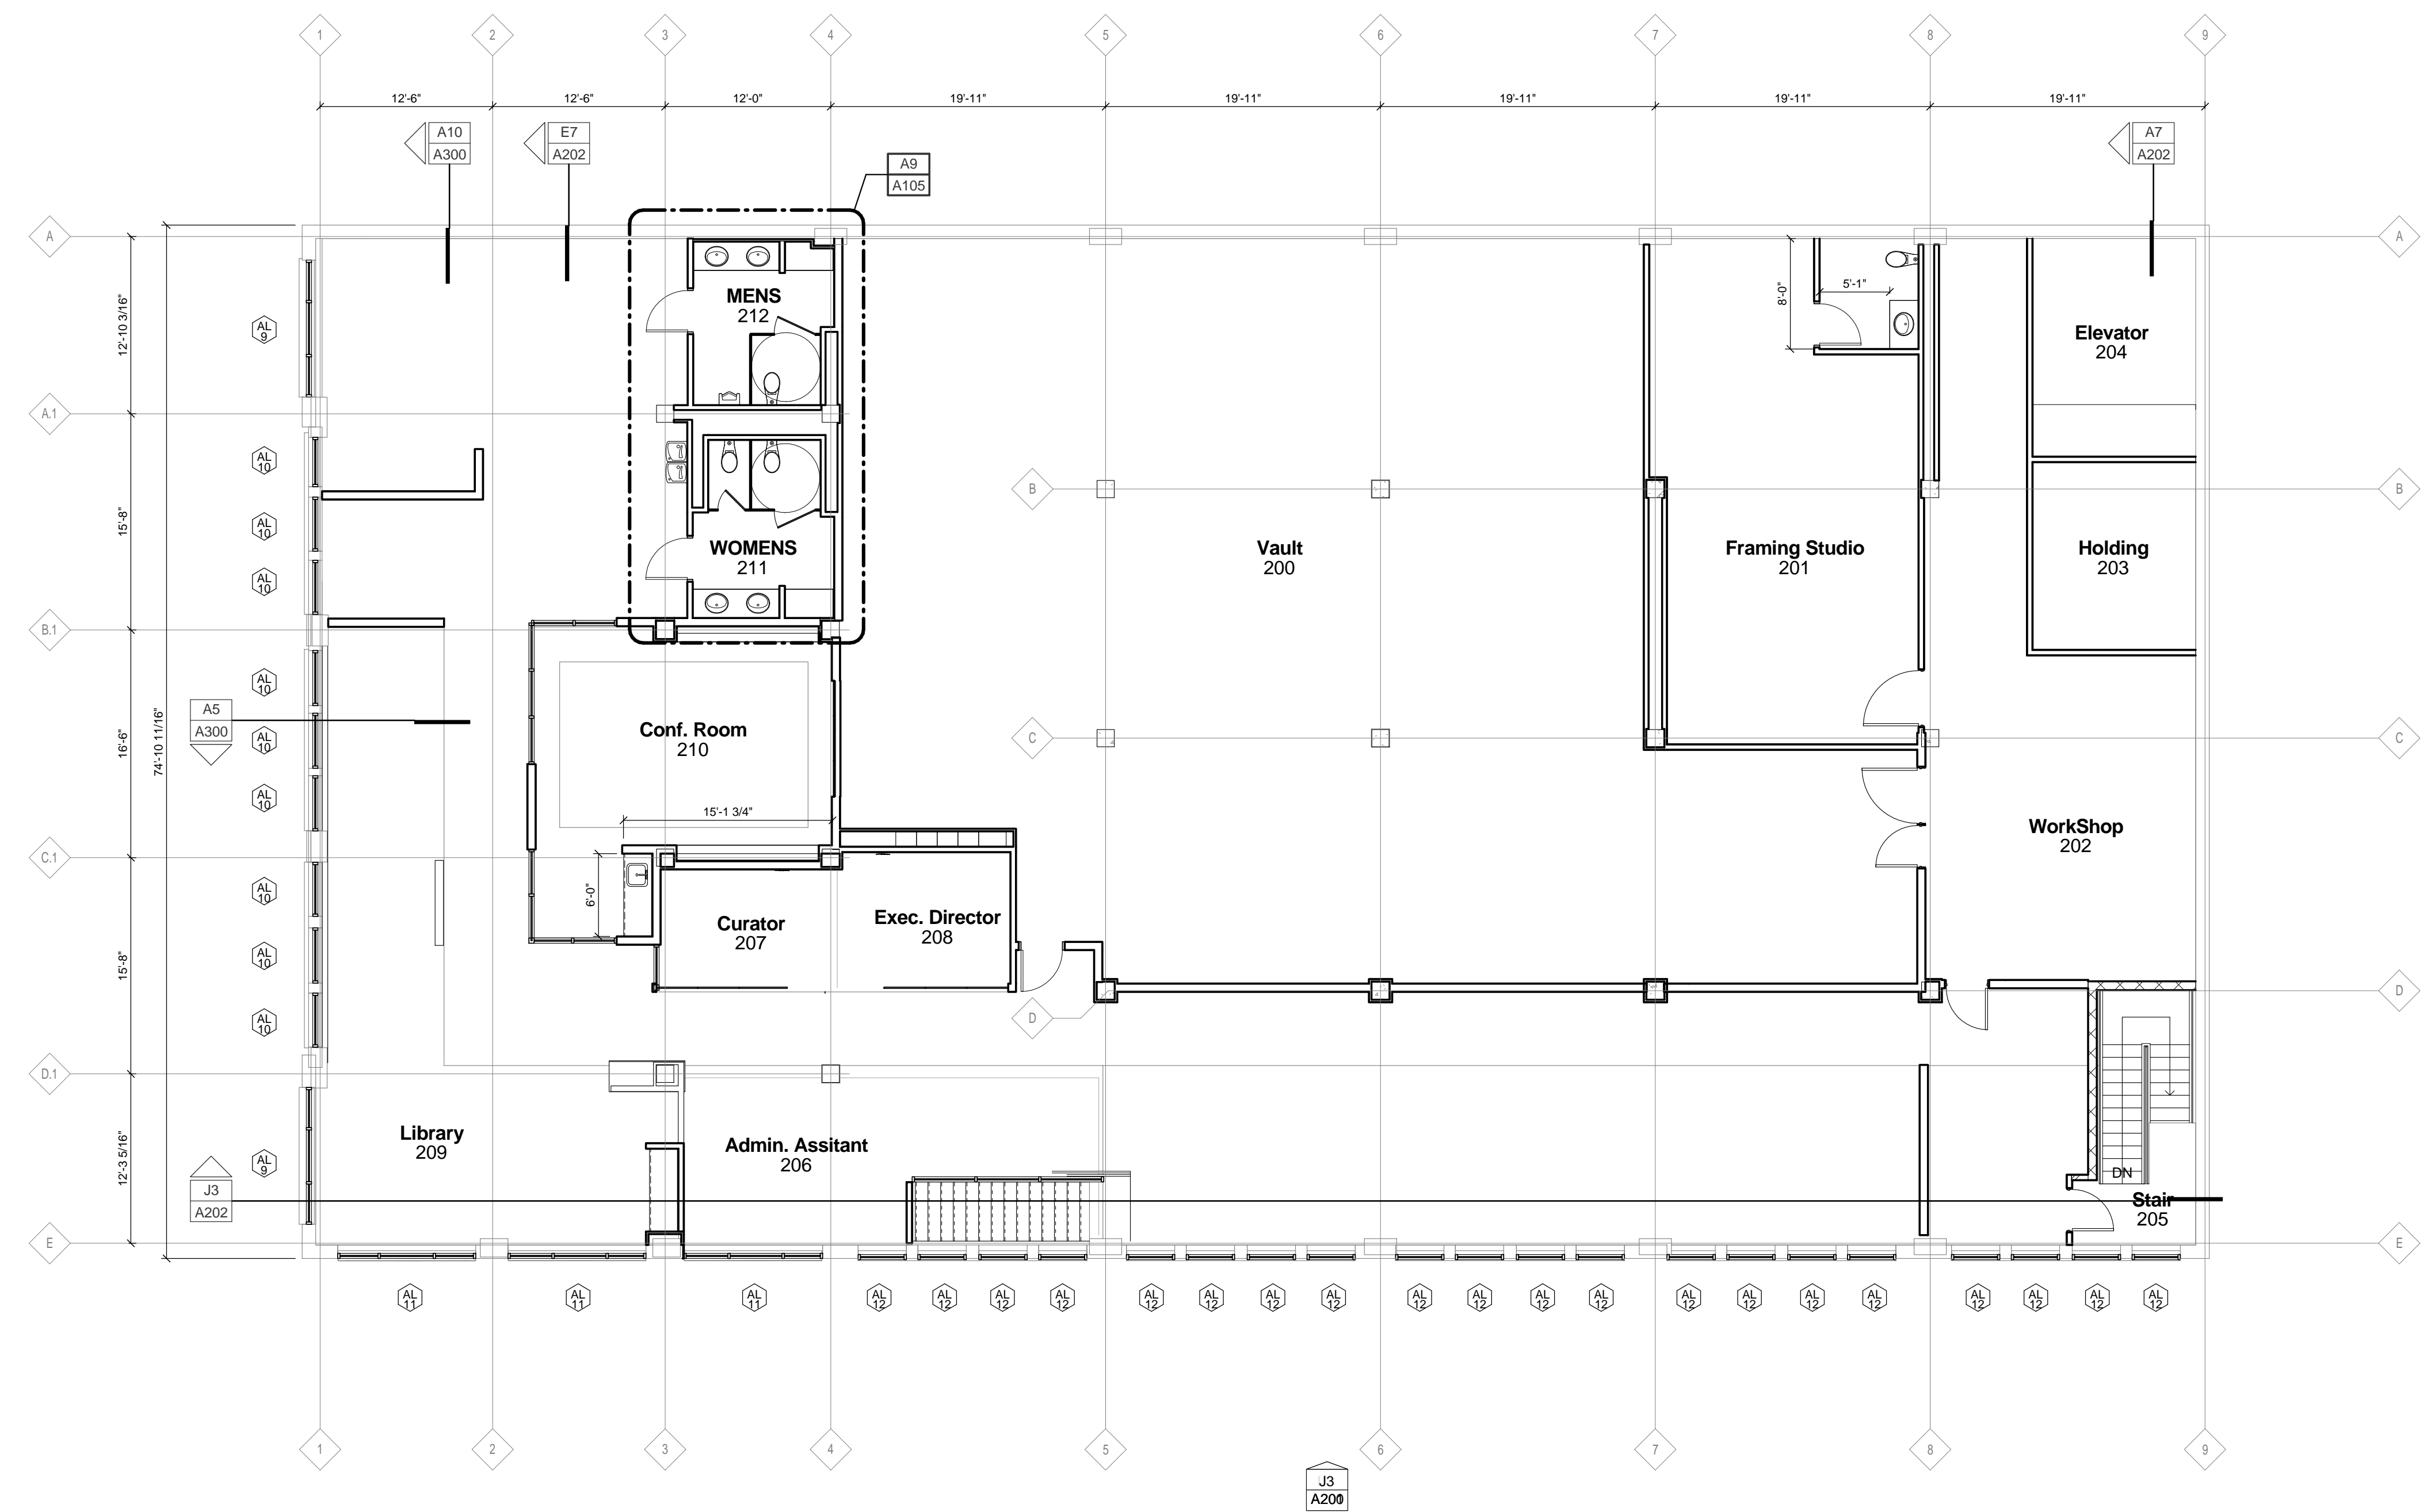 1 2 3 4 5 6 7 8 9
12'-6" 12'-6" 12'-0" 19'-11" 19'-11" 19'-11" 19'-11" 19'-11"
A10
A300
E7
A202
A9
A105
A7
A202
A A
12'-10 3/16"
MENS
212
8'-0"
5'-1"
Elevator
204
AL
9
A.1
AL
10
B B
15'-8"
AL
10
WOMENS
211
Vault
200
Framing Studio
201
Holding
203
AL
10
B.1
AL
10
A5
A300
74'-10 11/16"
16'-6"
AL
10
Conf. Room
210
C C
AL
10
15'-1 3/4"
WorkShop
202
C.1
AL
10
6'-0"
Curator
207
Exec. Director
208
15'-8"
AL
10
D D
AL
10
D.1
Library
209
Admin. Assitant
206
12'-3 5/16"
AL
9
DN
J3
A202
Stair
205
E E
AL
11
AL
11
AL
11
AL
12
AL
12
AL
12
AL
12
AL
12
AL
12
AL
12
AL
12
AL
12
AL
12
AL
12
AL
12
AL
12
AL
12
AL
12
AL
12
AL
12
AL
12
AL
12
AL
12
1 2 3 4 5 6 7 8 9
J3